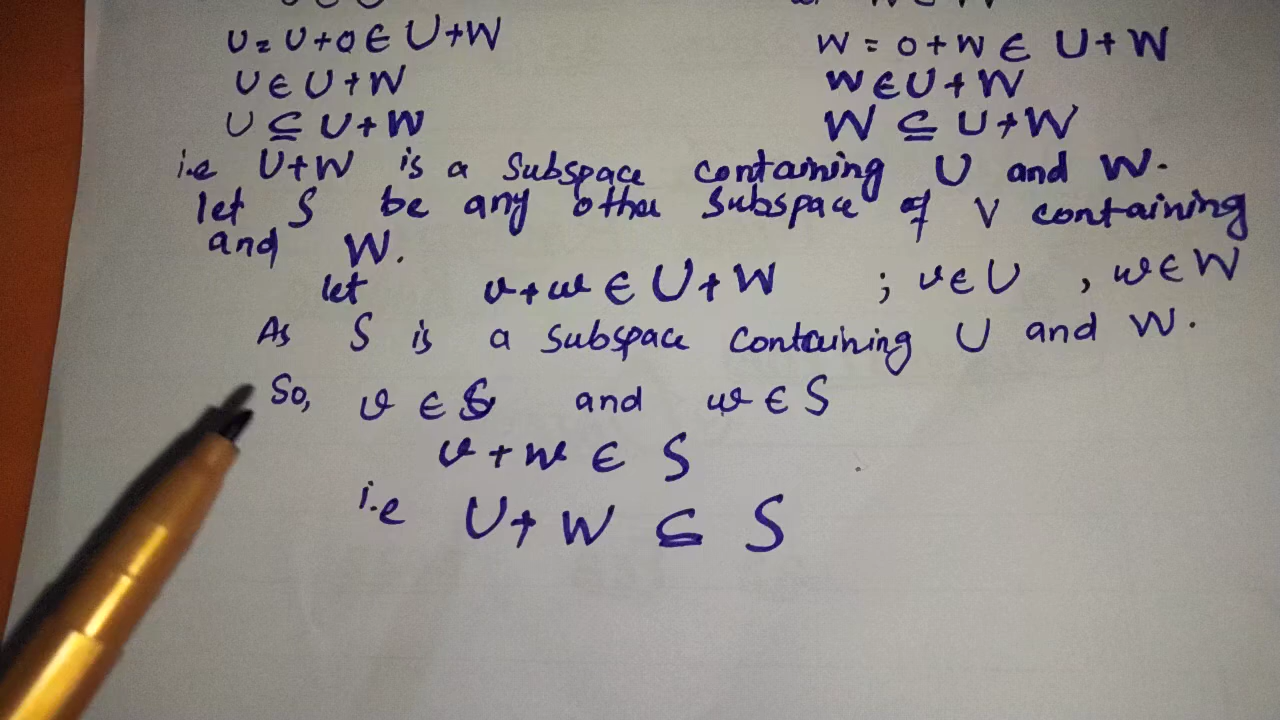 U = U+0 ∈ U+W
W = 0+W ∈ U+W
U ∈ U+W
W ∈ U+W
U ⊆ U+W
W ⊆ U+W
i.e U+W is a subspace containing U and W.
let S be any other subspace of V containing
and W.
let v+w ∈ U+W ; v∈U , w∈W
As S is a subspace containing U and W.
So, v ∈ S and w ∈ S
v+w ∈ S
i.e U+W ⊆ S